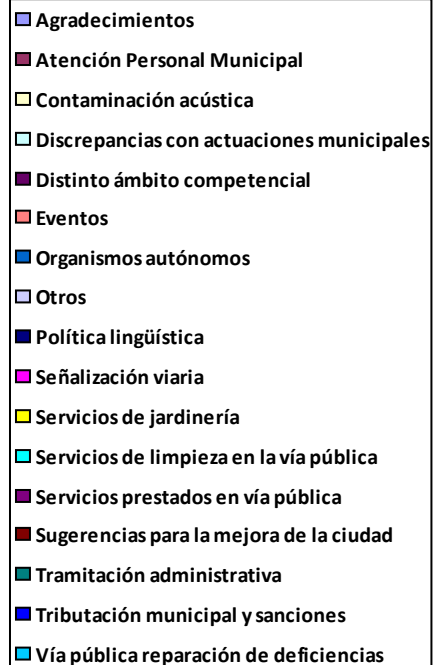 Agradecimientos
Atención Personal Municipal
Contaminación acústica
Discrepancias con actuaciones municipales
Distinto ámbito competencial
Eventos
Organismos autónomos
Otros
Política lingüística
Señalización viaria
Servicios de jardinería
Servicios de limpieza en la vía pública
Servicios prestados en vía pública
Sugerencias para la mejora de la ciudad
Tramitación administrativa
Tributación municipal y sanciones
Vía pública reparación de deficiencias